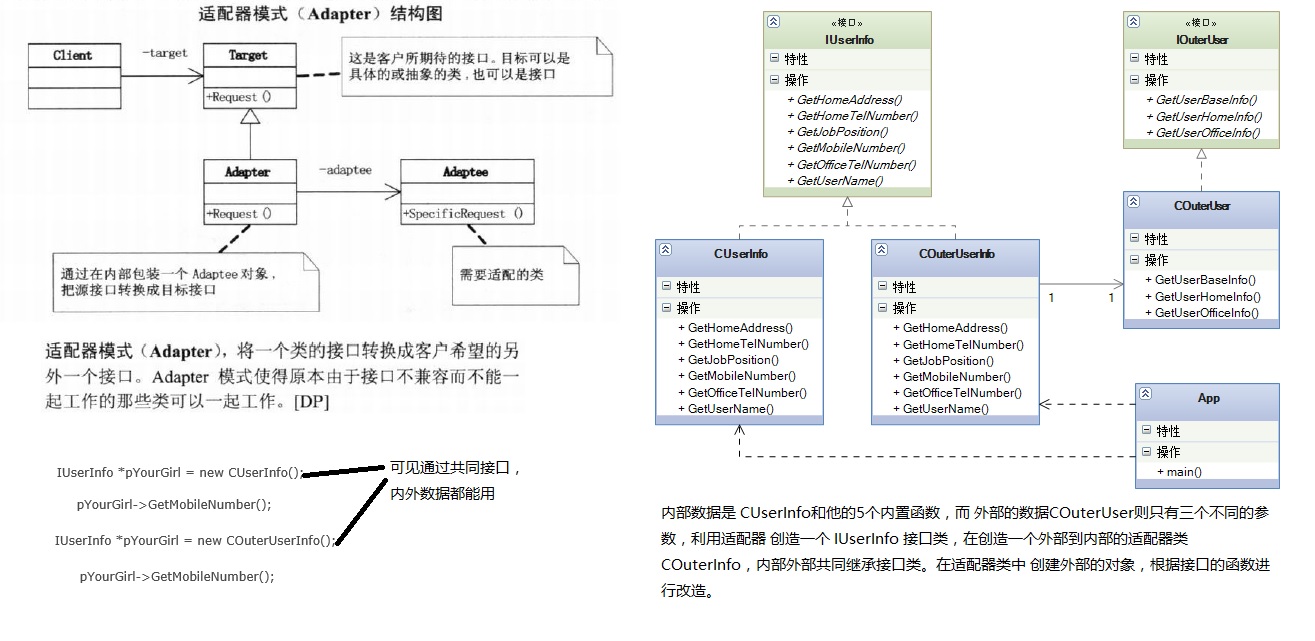 适配器模式（Adapter）结构图
Client
-target
Target
+Request ()
这是客户所期待的接口。目标可以是
具体的或抽象的类，也可以是接口
Adapter
+Request ()
-adaptee
Adaptee
+SpecificRequest ()
通过在内部包装一个 Adaptee 对象，
把源接口转换成目标接口
需要适配的类
适配器模式（Adapter），将一个类的接口转换成客户希望的另
外一个接口。Adapter 模式使得原本由于接口不兼容而不能一
起工作的那些类可以一起工作。[DP]
IUserInfo *pYourGirl = new CUserInfo();
pYourGirl->GetMobileNumber();
IUserInfo *pYourGirl = new COuterUserInfo();
pYourGirl->GetMobileNumber();
可见通过共同接口，
内外数据都能用
«接口»
IUserInfo
特性
操作
+ GetHomeAddress()
+ GetHomeTelNumber()
+ GetJobPosition()
+ GetMobileNumber()
+ GetOfficeTelNumber()
+ GetUserName()
«接口»
IOuterUser
特性
操作
+ GetUserBaseInfo()
+ GetUserHomeInfo()
+ GetUserOfficeInfo()
CUserInfo
特性
操作
+ GetHomeAddress()
+ GetHomeTelNumber()
+ GetJobPosition()
+ GetMobileNumber()
+ GetOfficeTelNumber()
+ GetUserName()
COuterUserInfo
特性
操作
+ GetHomeAddress()
+ GetHomeTelNumber()
+ GetJobPosition()
+ GetMobileNumber()
+ GetOfficeTelNumber()
+ GetUserName()
1
1
COuterUser
特性
操作
+ GetUserBaseInfo()
+ GetUserHomeInfo()
+ GetUserOfficeInfo()
App
特性
操作
+ main()
内部数据是 CUserInfo和他的5个内置函数，而 外部的数据COuterUser则只有三个不同的参
数，利用适配器 创造一个 IUserInfo 接口类，在创造一个外部到内部的适配器类
COuterInfo，内部外部共同继承接口类。在适配器类中 创建外部的对象，根据接口的函数进
行改造。